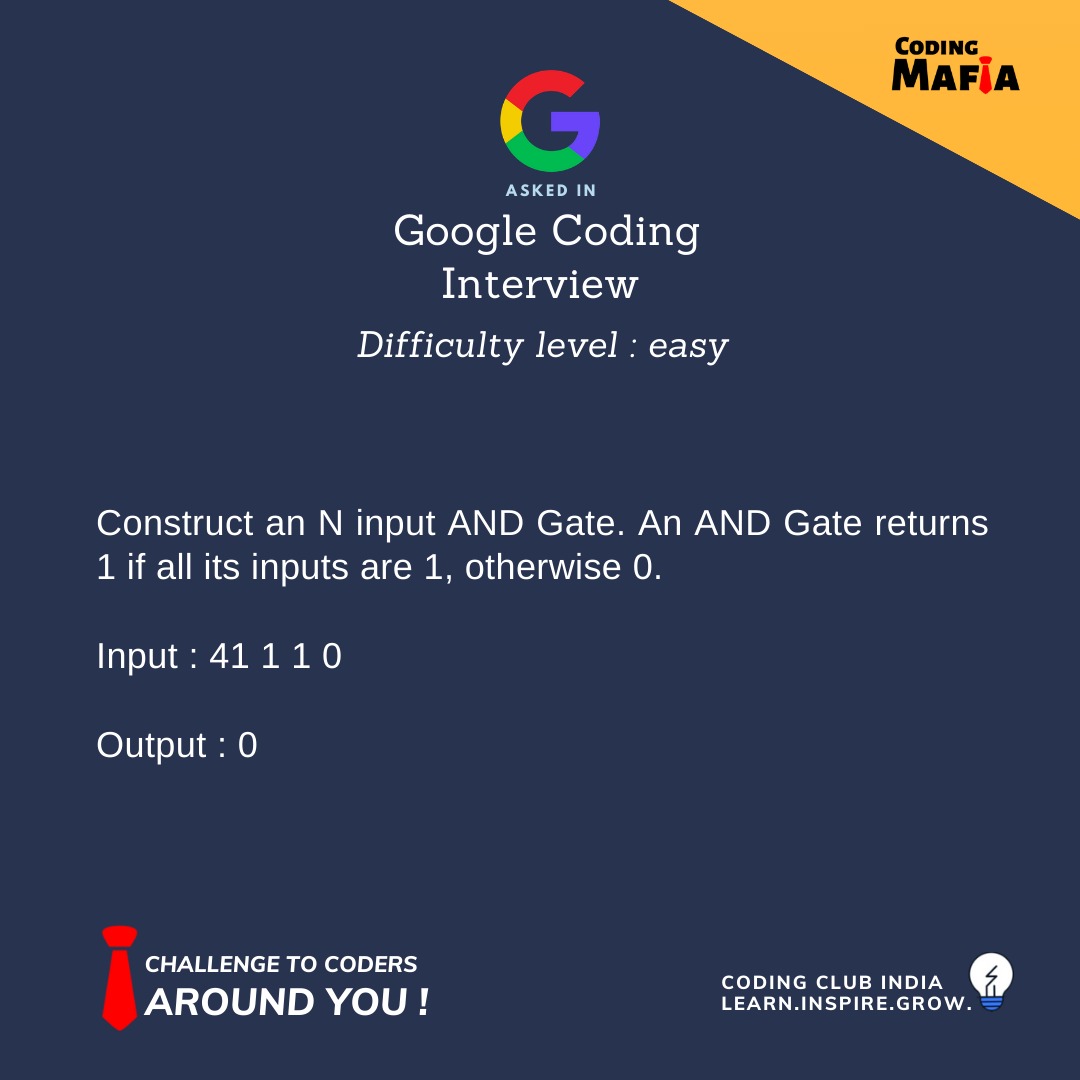 CODING
MAFIA
ASKED IN
Google Coding
Interview
Difficulty level : easy
Construct an N input AND Gate. An AND Gate returns
1 if all its inputs are 1, otherwise 0.
Input : 41 1 1 0
Output : 0
CHALLENGE TO CODERS
AROUND YOU !
CODING CLUB INDIA
LEARN.INSPIRE.GROW.